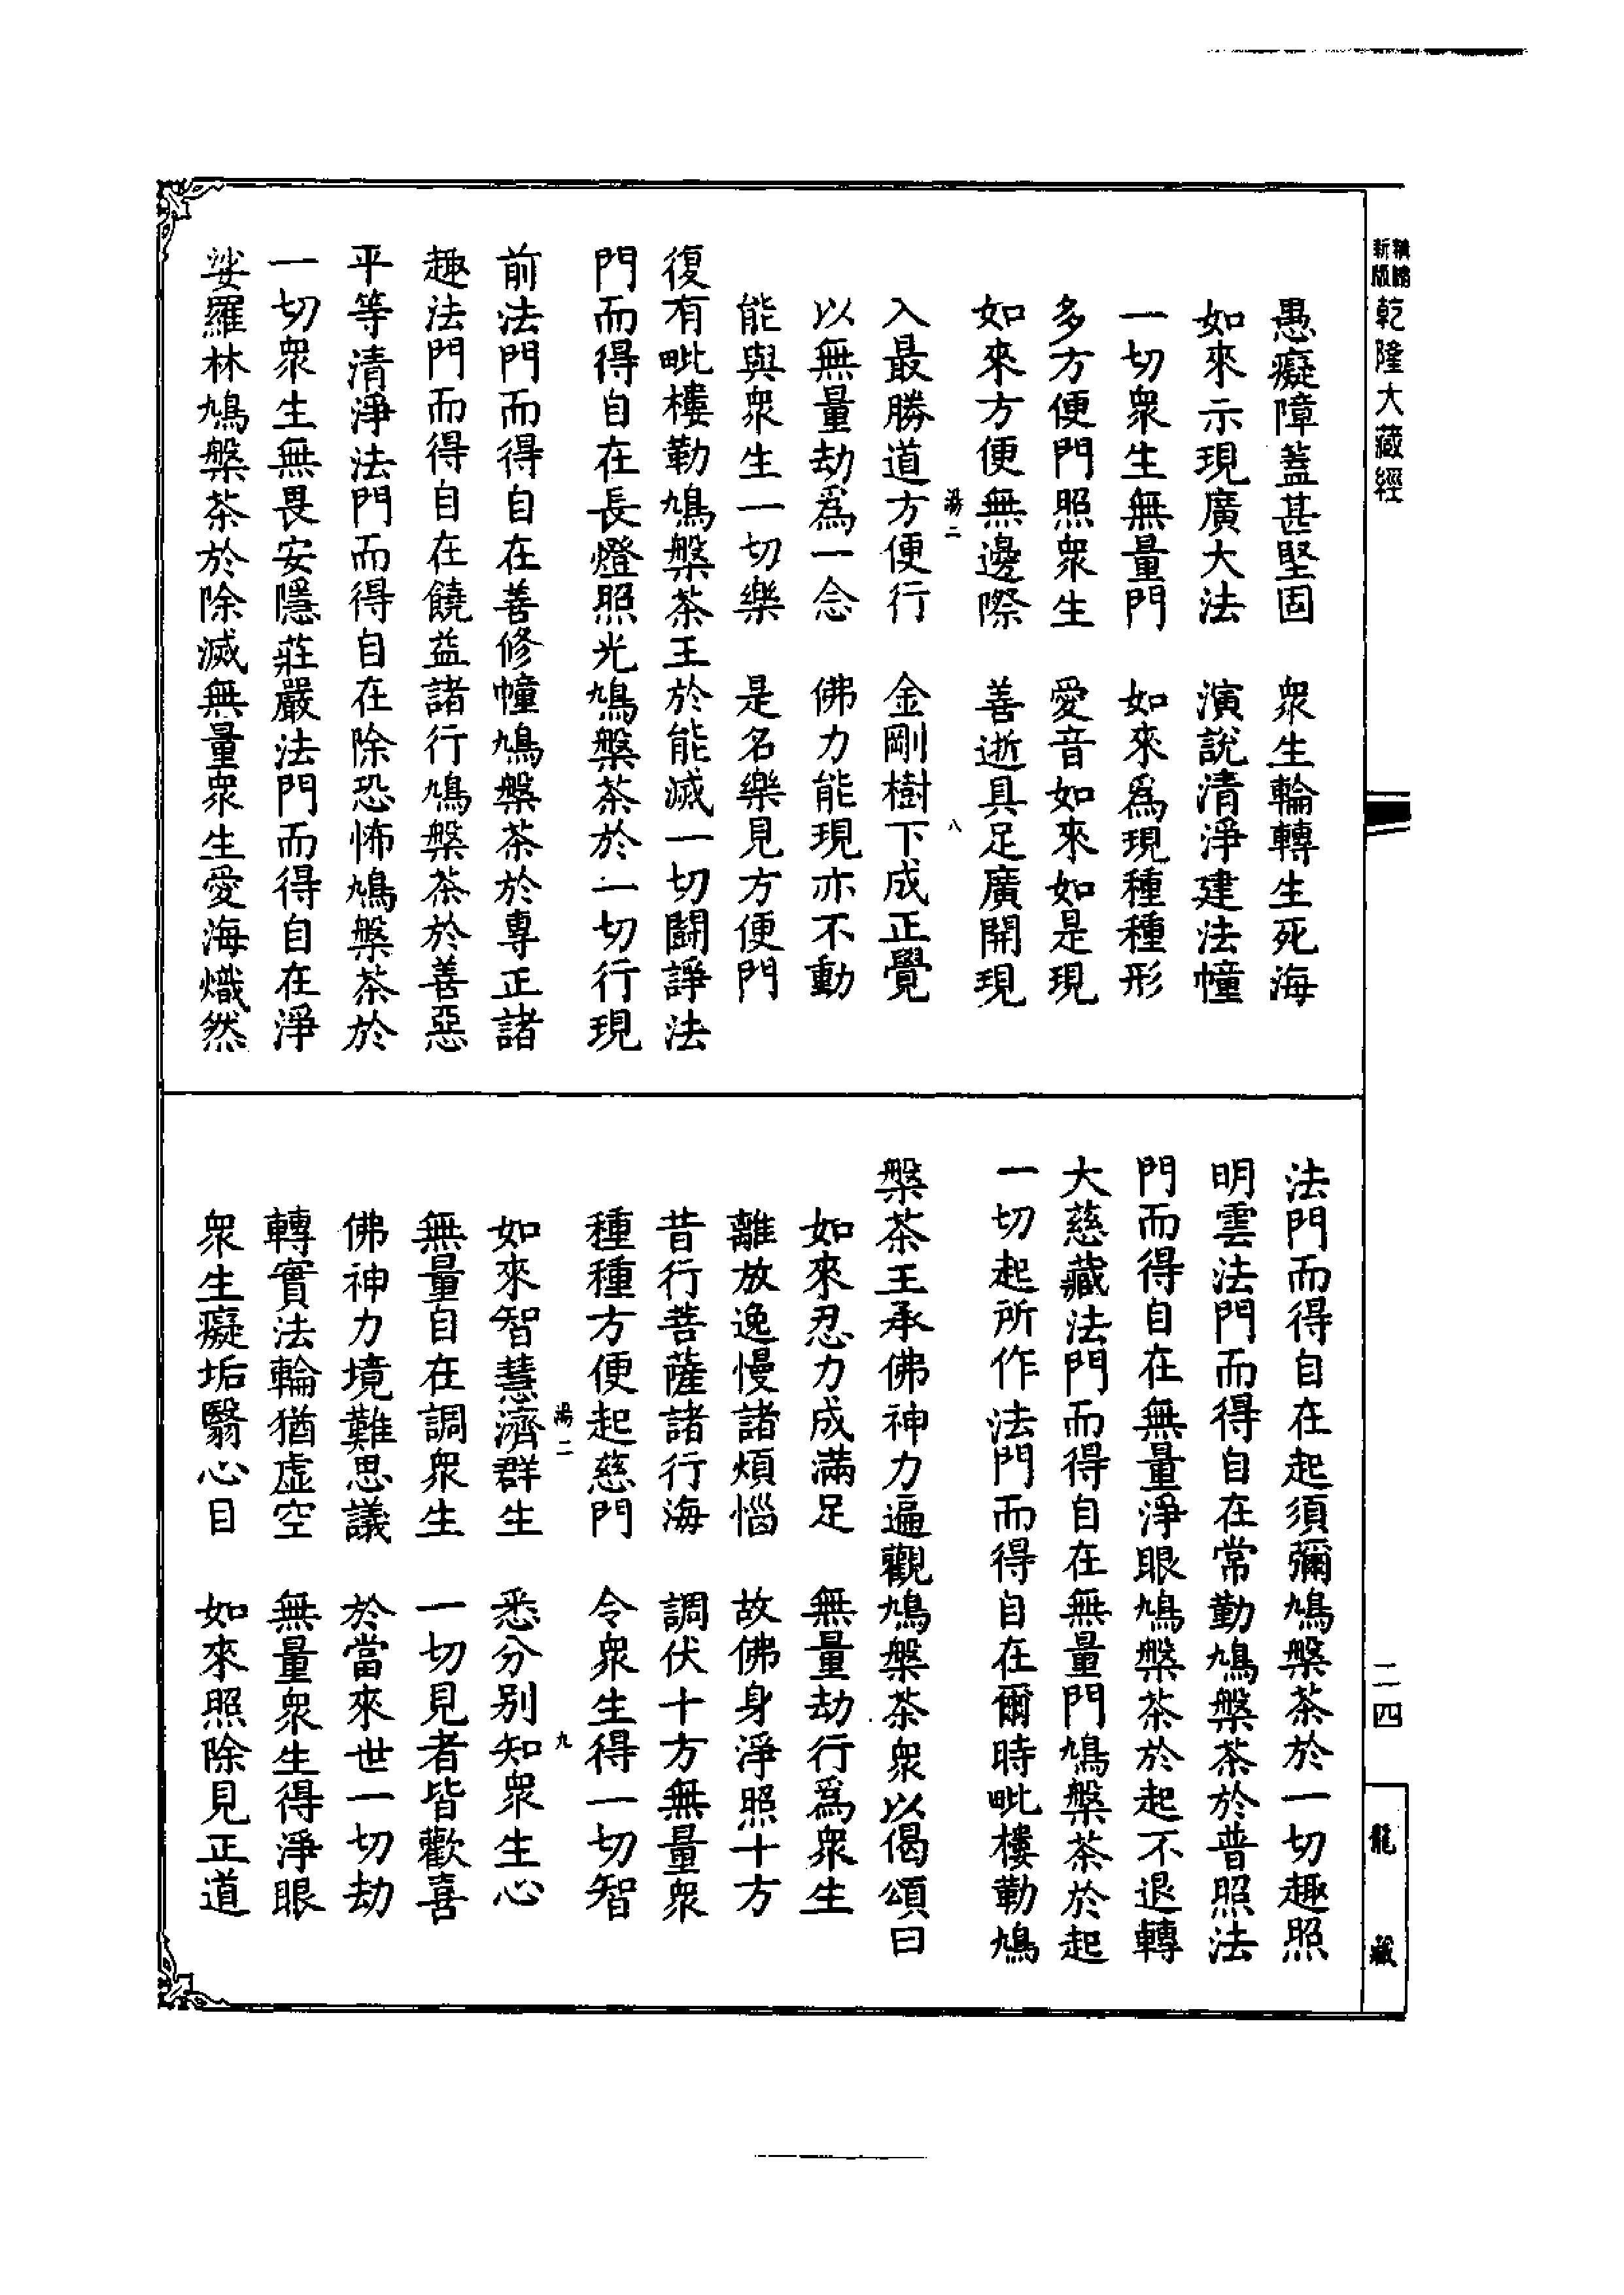 新版精縮乾隆大藏經
愚癡障蓋甚堅固　衆生輪轉生死海
如來示現廣大法　演說清淨建法幢
一切衆生無量門　如來爲現種種形
多方便門照衆生　愛音如來如是現
如來方便無邊際　善逝具足廣開現
湯二　八
入最勝道方便行　金剛樹下成正覺
以無量劫爲一念　佛力能現亦不動
能與衆生一切樂　是名樂見方便門
復有毗樓勒鳩槃茶王於能滅一切鬪諍法
門而得自在長燈照光鳩槃茶於一切行現
前法門而得自在善修幢鳩槃茶於專正諸
趣法門而得自在饒益諸行鳩槃茶於善惡
平等清淨法門而得自在除恐怖鳩槃茶於
一切衆生無畏安隱莊嚴法門而得自在淨
娑羅林鳩槃茶於除滅無量衆生愛海熾然
法門而得自在起須彌鳩槃茶於一切趣照
明雲法門而得自在常勤鳩槃茶於普照法
門而得自在無量淨眼鳩槃茶於起不退轉
大慈藏法門而得自在無量門鳩槃茶於起
一切起所作法門而得自在爾時毗樓勒鳩
槃茶王承佛神力遍觀鳩槃茶衆以偈頌曰
如來忍力成滿足　無量劫行爲衆生
離放逸慢諸煩惱　故佛身淨照十方
昔行菩薩諸行海　調伏十方無量衆
種種方便起慈門　令衆生得一切智
湯二　九
如來智慧濟群生　悉分別知衆生心
無量自在調衆生　一切見者皆歡喜
佛神力境難思議　於當來世一切劫
轉實法輪猶虛空　無量衆生得淨眼
衆生癡垢翳心目　如來照除見正道
二四
龍藏